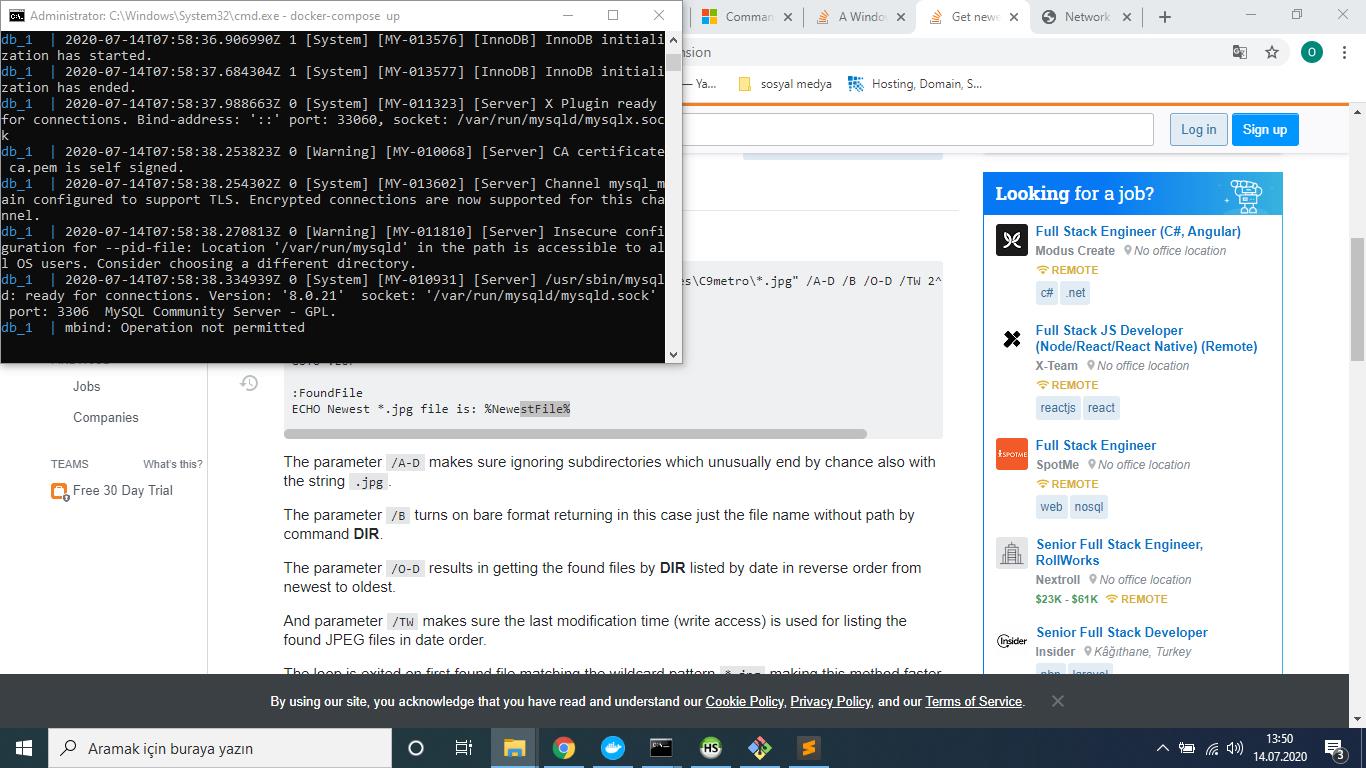 Administrator: C:\Windows\System32\cmd.exe - docker-compose up
db_1 | 2020-07-14T07:58:36.906990Z 1 [System] [MY-013576] [InnoDB] InnoDB initiali
zation has started.
db_1 | 2020-07-14T07:58:37.684304Z 1 [System] [MY-013577] [InnoDB] InnoDB initiali
zation has ended.
db_1 | 2020-07-14T07:58:37.988663Z 0 [System] [MY-011323] [Server] X Plugin ready
for connections. Bind-address: '::' port: 33060, socket: /var/run/mysqld/mysqlx.soc
k
db_1 | 2020-07-14T07:58:38.253823Z 0 [Warning] [MY-010068] [Server] CA certificate
ca.pem is self signed.
db_1 | 2020-07-14T07:58:38.254302Z 0 [System] [MY-013602] [Server] Channel mysql_m
ain configured to support TLS. Encrypted connections are now supported for this cha
nnel.
db_1 | 2020-07-14T07:58:38.270813Z 0 [Warning] [MY-011810] [Server] Insecure confi
guration for --pid-file: Location '/var/run/mysqld' in the path is accessible to al
l OS users. Consider choosing a different directory.
db_1 | 2020-07-14T07:58:38.334939Z 0 [System] [MY-010931] [Server] /usr/sbin/mysql
d: ready for connections. Version: '8.0.21' socket: '/var/run/mysqld/mysqld.sock'
port: 3306 MySQL Community Server - GPL.
db_1 | mbind: Operation not permitted
Comman
A Windo
Get newe
Network
nsion
O
— Ya...
sosyal medya
Hosting, Domain, S...
Log in
Sign up
es\C9metro\*.jpg" /A-D /B /O-D /TW 2^
:FoundFile
ECHO Newest *.jpg file is: %NewestFile%
Jobs
Companies
TEAMS What's this?
Free 30 Day Trial
The parameter /A-D makes sure ignoring subdirectories which unusually end by chance also with
the string .jpg.
The parameter /B turns on bare format returning in this case just the file name without path by
command DIR.
The parameter /O-D results in getting the found files by DIR listed by date in reverse order from
newest to oldest.
And parameter /TW makes sure the last modification time (write access) is used for listing the
found JPEG files in date order.
The loop is exited on first found file matching the wildcard pattern *.jpg making this method faster
Looking for a job?
Full Stack Engineer (C#, Angular)
Modus Create No office location
REMOTE
c# .net
Full Stack JS Developer
(Node/React/React Native) (Remote)
X-Team No office location
REMOTE
reactjs react
SPOTME
Full Stack Engineer
SpotMe No office location
REMOTE
web nosql
Senior Full Stack Engineer,
RollWorks
Nextroll No office location
$23K - $61K REMOTE
Insider
Senior Full Stack Developer
Insider Kâğıthane, Turkey
php laravel
By using our site, you acknowledge that you have read and understand our Cookie Policy, Privacy Policy, and our Terms of Service.
Aramak için buraya yazın
HS
13:50
14.07.2020
3